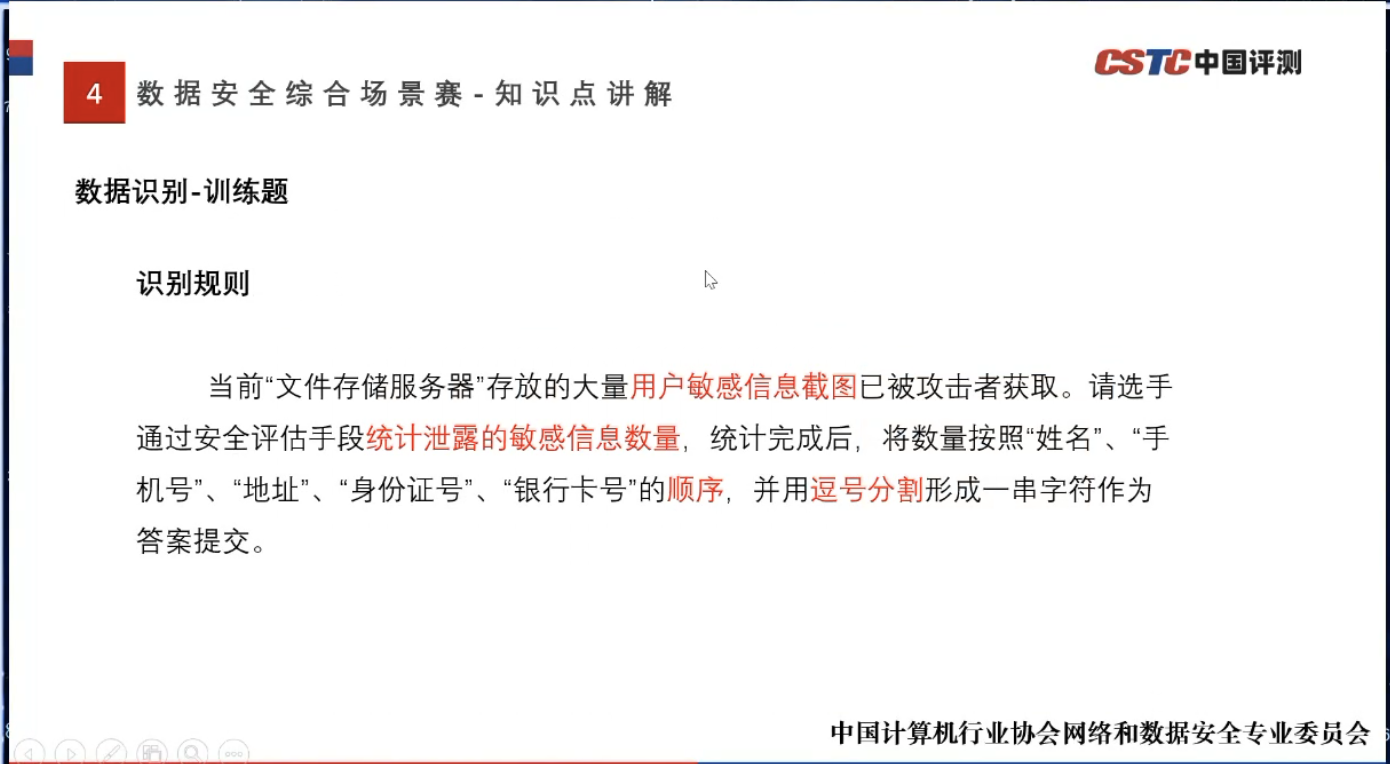 CSTC中国评测
4
数据安全综合场景赛-知识点讲解
数据识别-训练题
识别规则
当前“文件存储服务器”存放的大量用户敏感信息截图已被攻击者获取。请选手
通过安全评估手段统计泄露的敏感信息数量，统计完成后，将数量按照“姓名”、“手
机号”、“地址”、“身份证号”、“银行卡号”的顺序，并用逗号分割形成一串字符作为
答案提交。
中国计算机行业协会网络和数据安全专业委员会